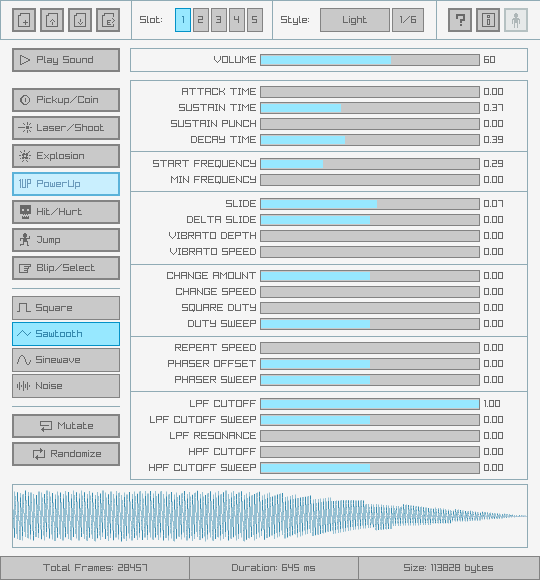 Slot: 1 2 3 4 5 Style: Light 1/6 ?
Play Sound
Pickup/Coin
Laser/Shoot
Explosion
1UP PowerUp
Hit/Hurt
Jump
Blip/Select
Square
Sawtooth
Sinewave
Noise
Mutate
Randomize
VOLUME 60
ATTACK TIME 0.00
SUSTAIN TIME 0.37
SUSTAIN PUNCH 0.00
DECAY TIME 0.39
START FREQUENCY 0.29
MIN FREQUENCY 0.00
SLIDE 0.07
DELTA SLIDE 0.00
VIBRATO DEPTH 0.00
VIBRATO SPEED 0.00
CHANGE AMOUNT 0.00
CHANGE SPEED 0.00
SQUARE DUTY 0.00
DUTY SWEEP 0.00
REPEAT SPEED 0.00
PHASER OFFSET 0.00
PHASER SWEEP 0.00
LPF CUTOFF 1.00
LPF CUTOFF SWEEP 0.00
LPF RESONANCE 0.00
HPF CUTOFF 0.00
HPF CUTOFF SWEEP 0.00
Total Frames: 28457 Duration: 645 ms Size: 113828 bytes